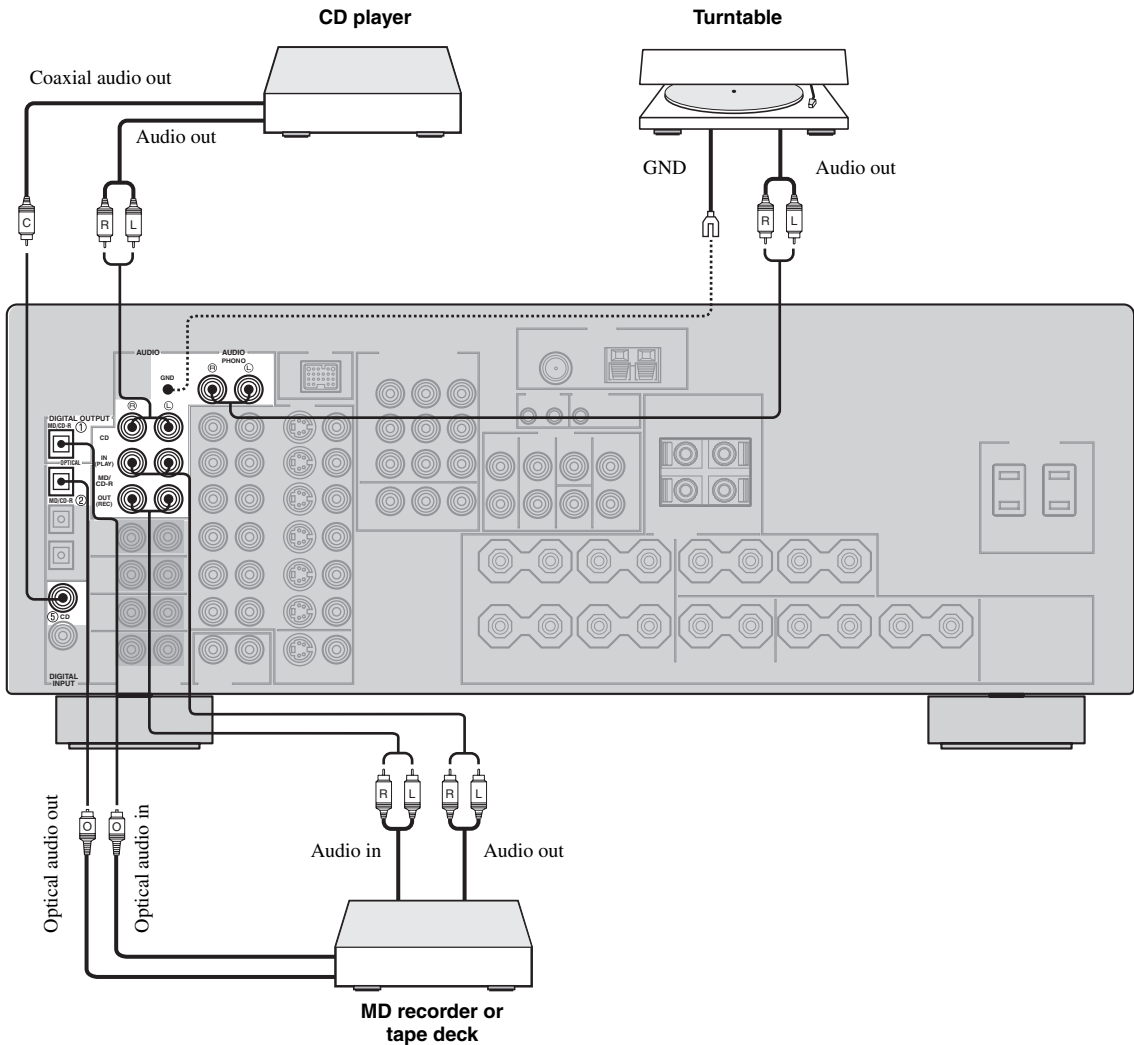 CD player
Turntable
Coaxial audio out
Audio out
GND
Audio out
C
R
L
R
L
AUDIO
AUDIO
PHONO
GND
R
L
R
L
DIGITAL OUTPUT
MD/CD-R
①
CD
OPTICAL
IN
(PLAY)
MD/
CD-R
MD/CD-R
②
OUT
(REC)
⑤
CD
DIGITAL
INPUT
R
L
R
L
O
O
Optical audio out
Optical audio in
Audio in
Audio out
MD recorder or
tape deck